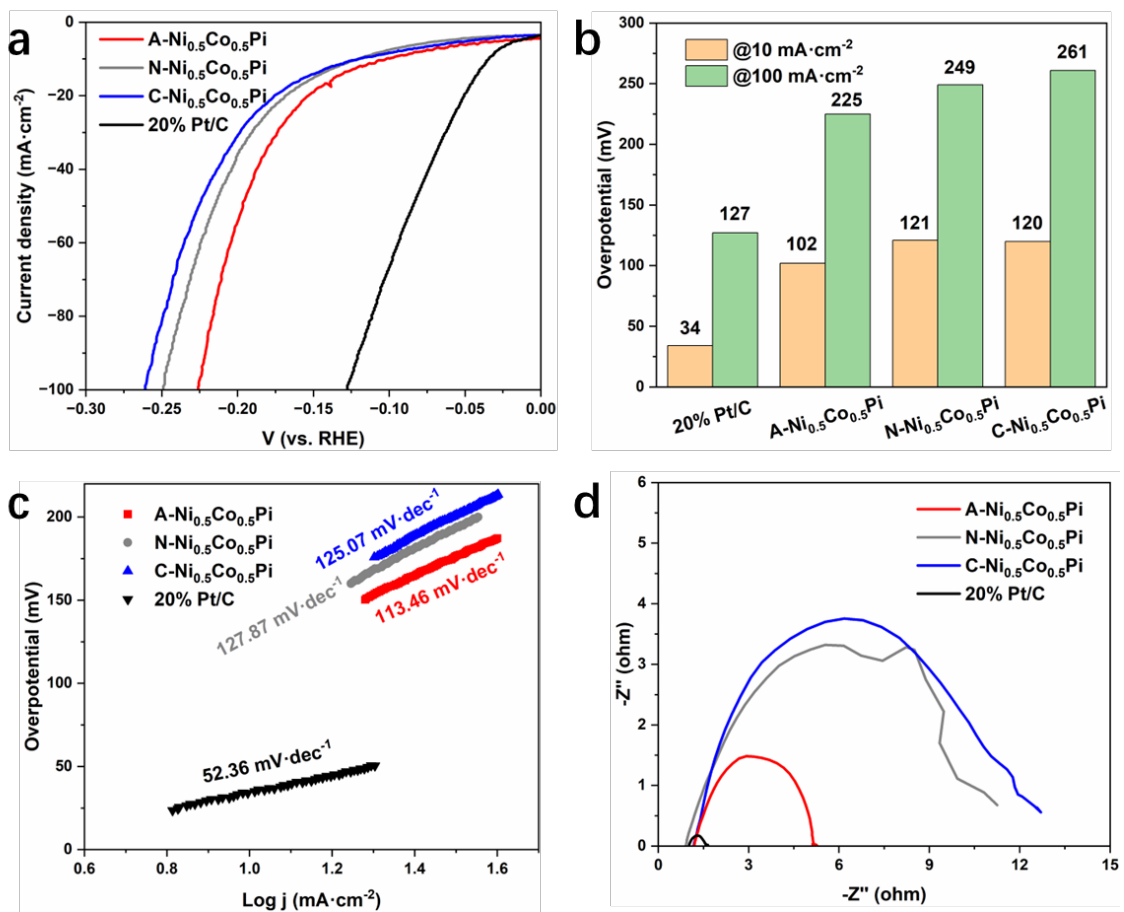 a
A-Ni0.5Co0.5Pi
N-Ni0.5Co0.5Pi
C-Ni0.5Co0.5Pi
20% Pt/C
Current density (mA·cm-2)
0
−20
−40
−60
−80
−100
−0.30 −0.25 −0.20 −0.15 −0.10 −0.05 0.00
V (vs. RHE)
b
@10 mA·cm-2
@100 mA·cm-2
Overpotential (mV)
300
250
200
150
100
50
0
34
127
102
225
121
249
120
261
20% Pt/C
A-Ni0.5Co0.5Pi
N-Ni0.5Co0.5Pi
C-Ni0.5Co0.5Pi
c
A-Ni0.5Co0.5Pi
N-Ni0.5Co0.5Pi
C-Ni0.5Co0.5Pi
20% Pt/C
125.07 mV·dec-1
127.87 mV·dec-1
113.46 mV·dec-1
52.36 mV·dec-1
Overpotential (mV)
200
150
100
50
0
0.6 0.8 1.0 1.2 1.4 1.6
Log j (mA·cm-2)
d
A-Ni0.5Co0.5Pi
N-Ni0.5Co0.5Pi
C-Ni0.5Co0.5Pi
20% Pt/C
-Z'' (ohm)
6
5
4
3
2
1
0
0 3 6 9 12 15
-Z'' (ohm)